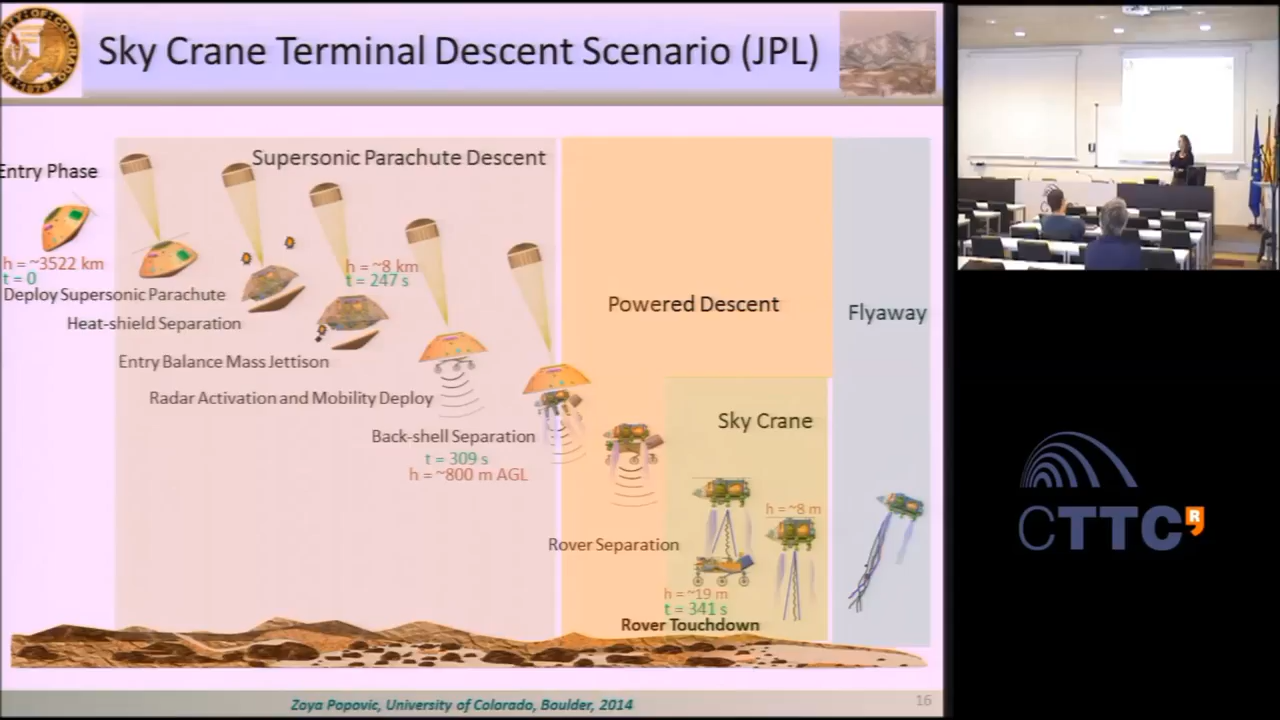 Sky Crane Terminal Descent Scenario (JPL)
Entry Phase
Supersonic Parachute Descent
h = ~3522 km
t = 0
Deploy Supersonic Parachute
Heat-shield Separation
h = ~8 km
t = 247 s
Entry Balance Mass Jettison
Radar Activation and Mobility Deploy
Back-shell Separation
t = 309 s
h = ~800 m AGL
Powered Descent
Flyaway
Sky Crane
h = ~8 m
Rover Separation
h = ~19 m
t = 341 s
Rover Touchdown
Zoya Popovic, University of Colorado, Boulder, 2014
16
CTTC
R